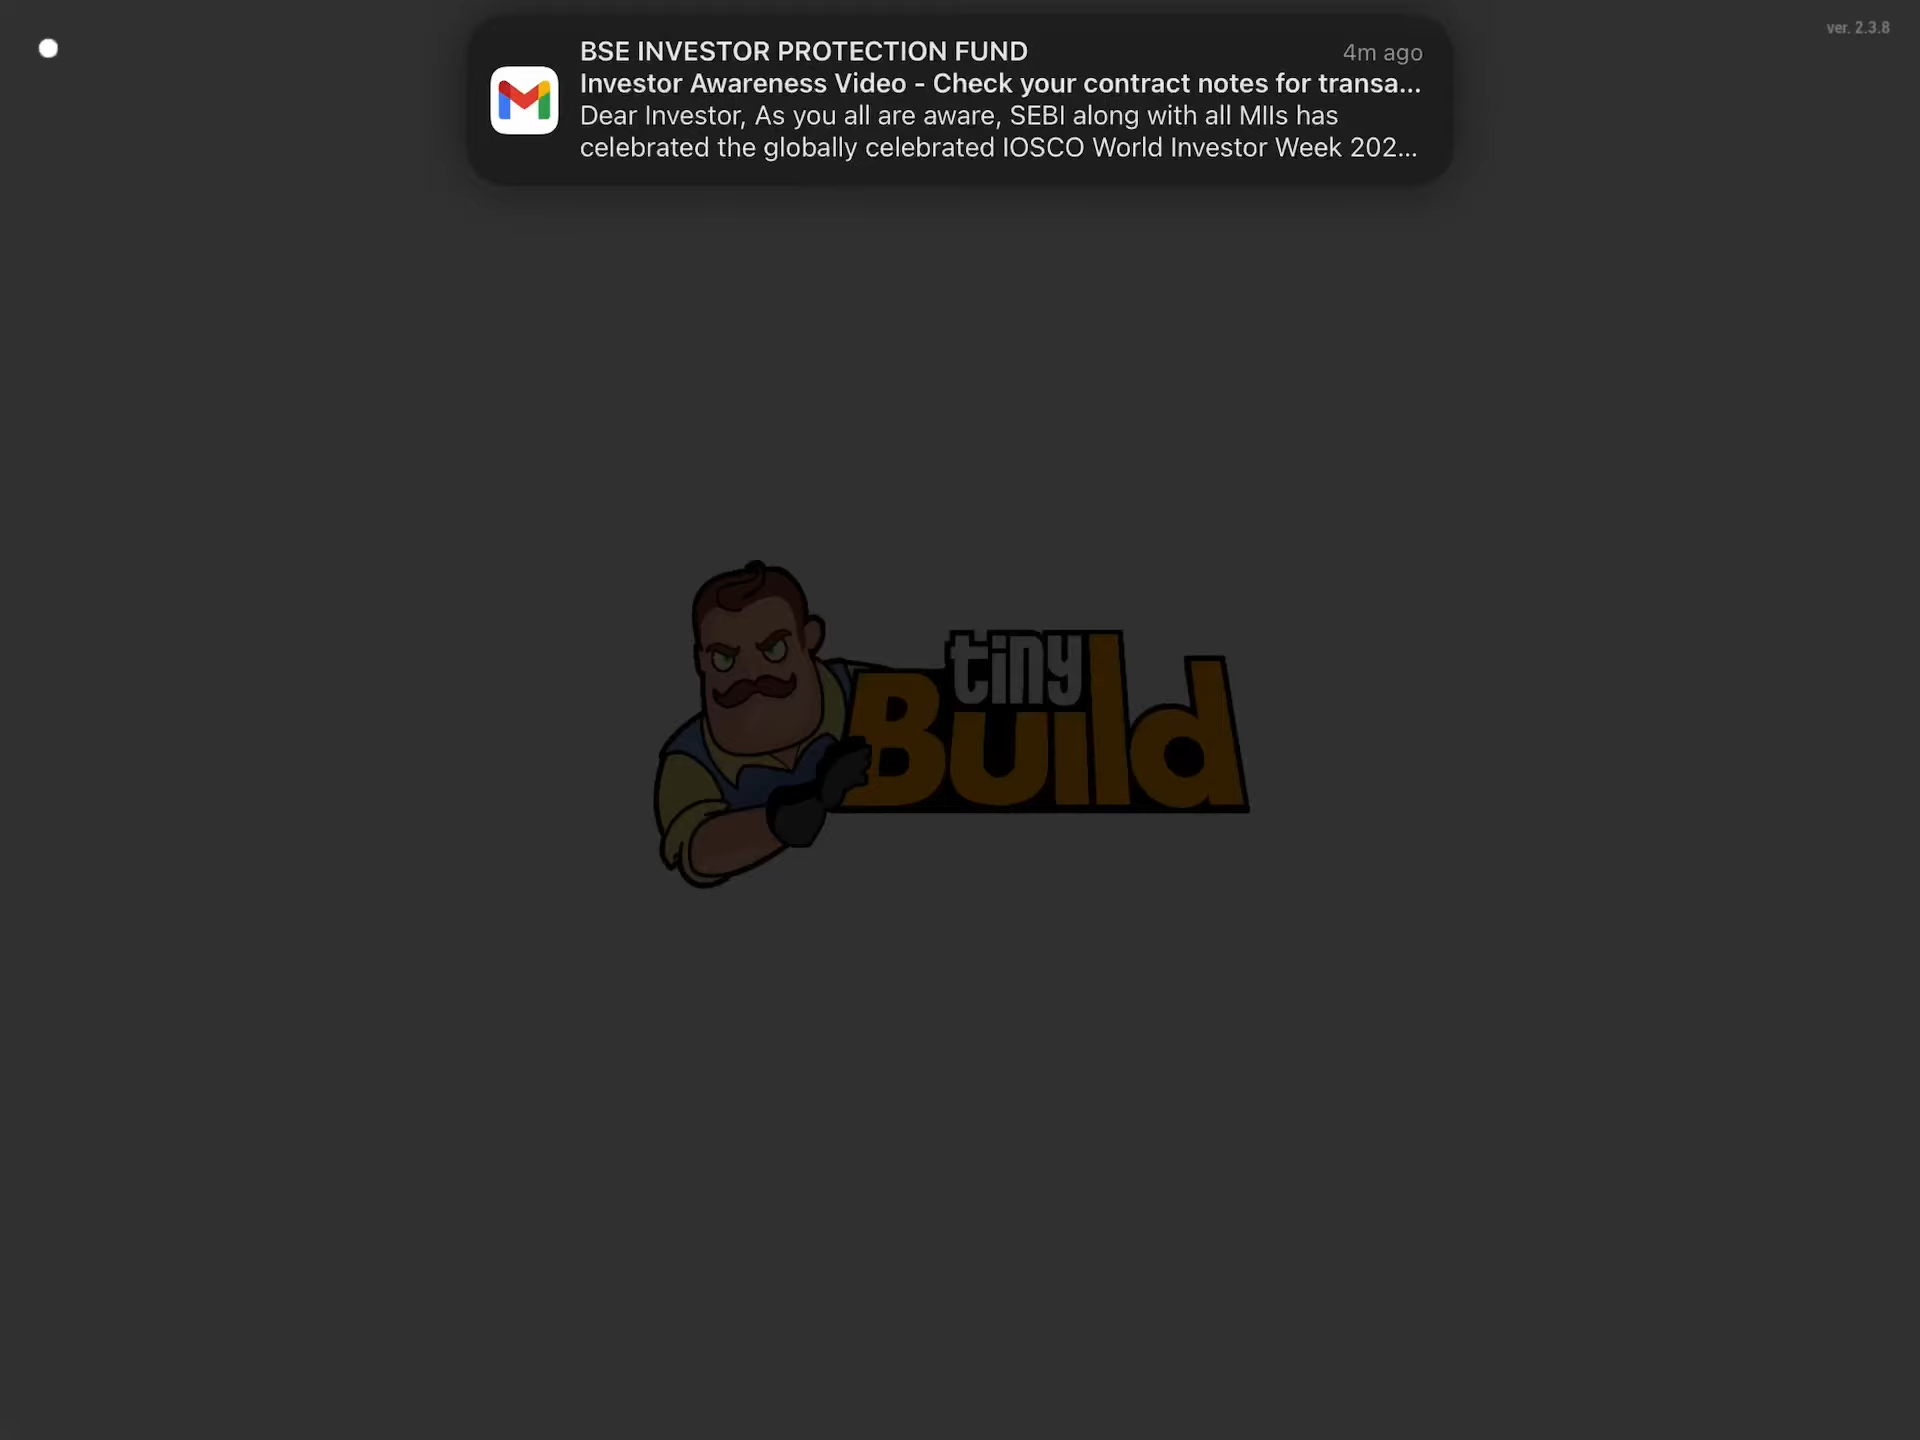 BSE INVESTOR PROTECTION FUND
4m ago
Investor Awareness Video - Check your contract notes for transa...
Dear Investor, As you all are aware, SEBI along with all MIIs has
celebrated the globally celebrated IOSCO World Investor Week 202...
ver. 2.3.8
tiny
Build